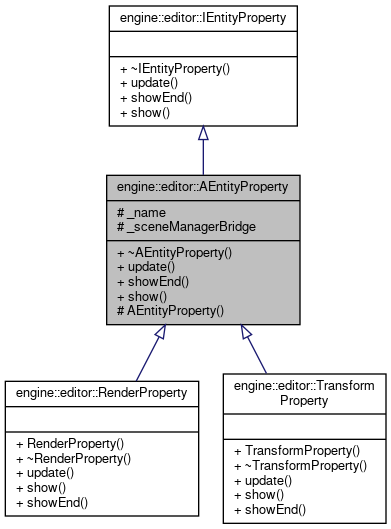 engine::editor::IEntityProperty
+ ~IEntityProperty()
+ update()
+ showEnd()
+ show()
engine::editor::AEntityProperty
# _name
# _sceneManagerBridge
+ ~AEntityProperty()
+ update()
+ showEnd()
+ show()
# AEntityProperty()
engine::editor::RenderProperty
+ RenderProperty()
+ ~RenderProperty()
+ update()
+ show()
+ showEnd()
engine::editor::Transform
Property
+ TransformProperty()
+ ~TransformProperty()
+ update()
+ show()
+ showEnd()